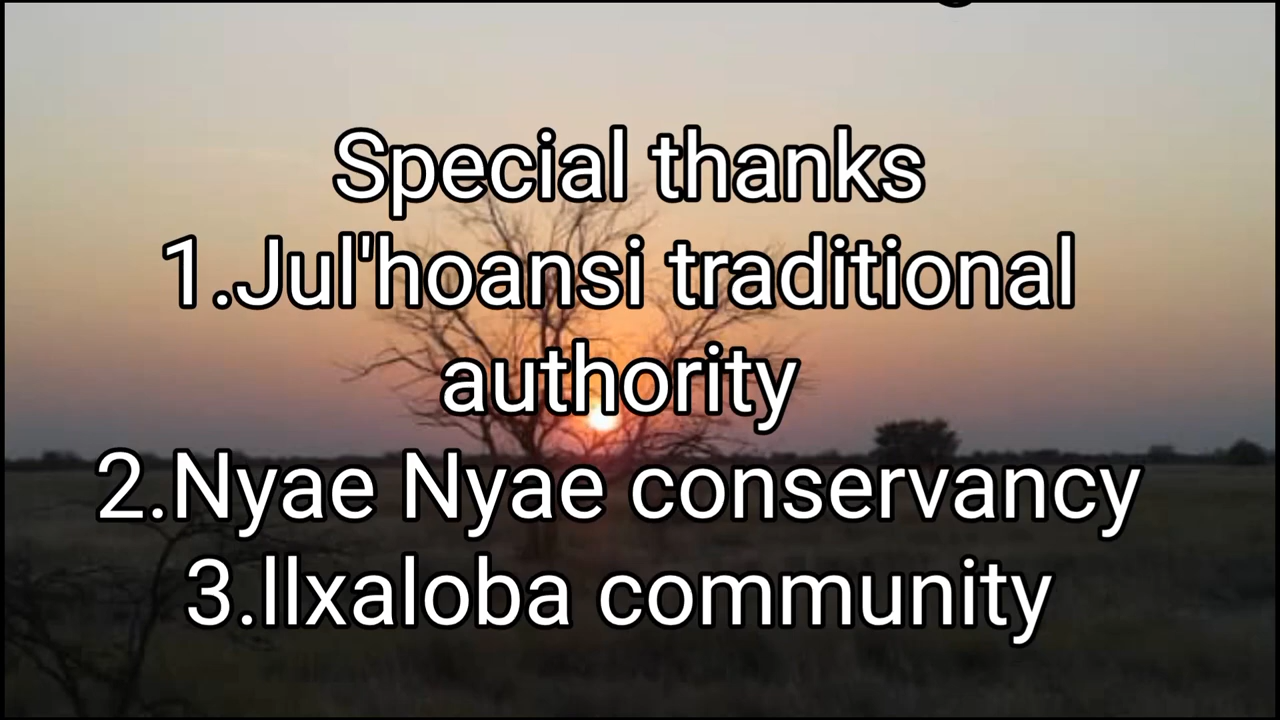 Special thanks
1.Jul'hoansi traditional
authority
2.Nyae Nyae conservancy
3.llxaloba community